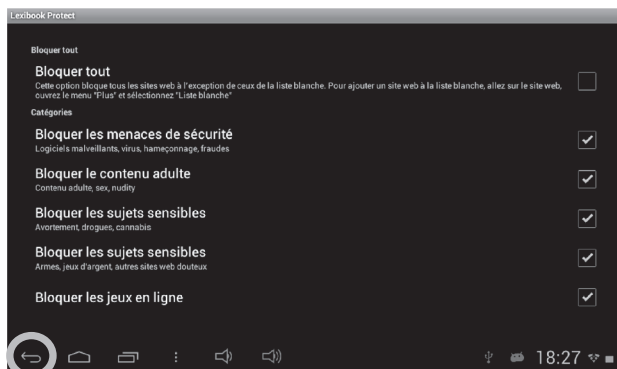 Lexibook Protect
Bloquer tout
Bloquer tout
Cette option bloque tous les sites web à l'exception de ceux de la liste blanche. Pour ajouter un site web à la liste blanche, allez sur le site web,
ouvrez le menu "Plus" et sélectionnez "Liste blanche"
Catégories
Bloquer les menaces de sécurité
Logiciels malveillants, virus, hameçonnage, fraudes
Bloquer le contenu adulte
Contenu adulte, sex, nudity
Bloquer les sujets sensibles
Avortement, drogues, cannabis
Bloquer les sujets sensibles
Armes, jeux d'argent, autres sites web douteux
Bloquer les jeux en ligne
18:27